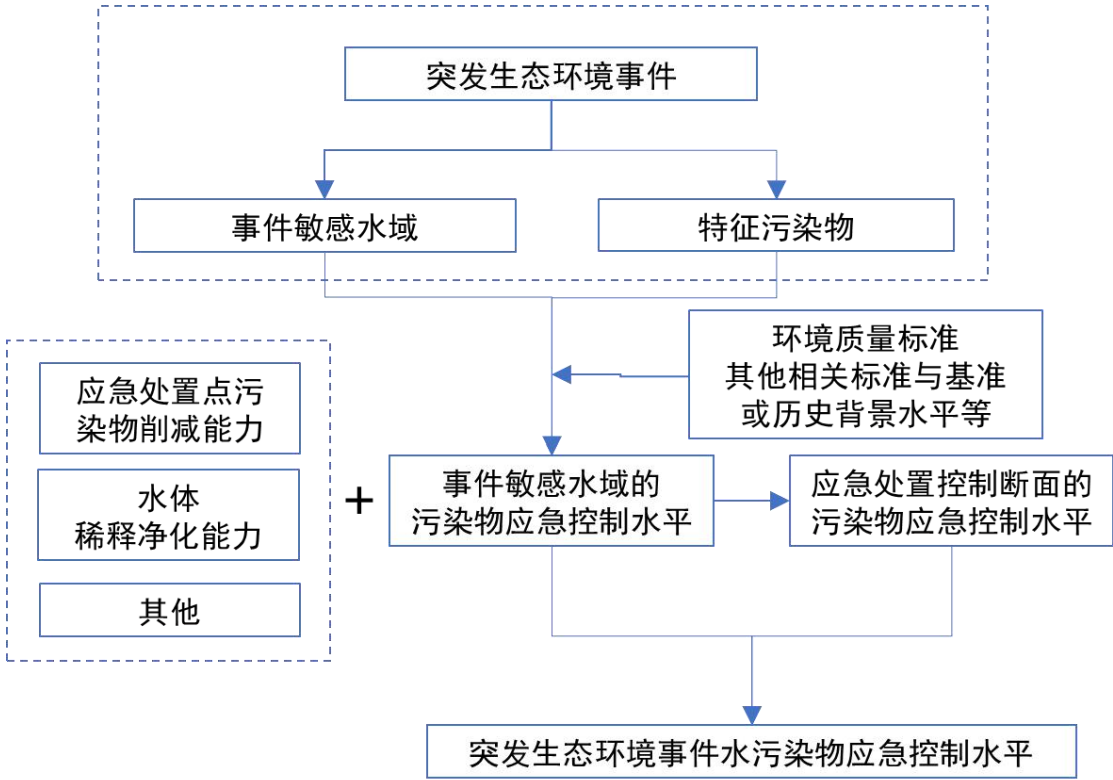 突发生态环境事件
事件敏感水域
特征污染物
环境质量标准
其他相关标准与基准
或历史背景水平等
应急处置点污
染物削减能力
水体
稀释净化能力
其他
+
事件敏感水域的
污染物应急控制水平
应急处置控制断面的
污染物应急控制水平
突发生态环境事件水污染物应急控制水平